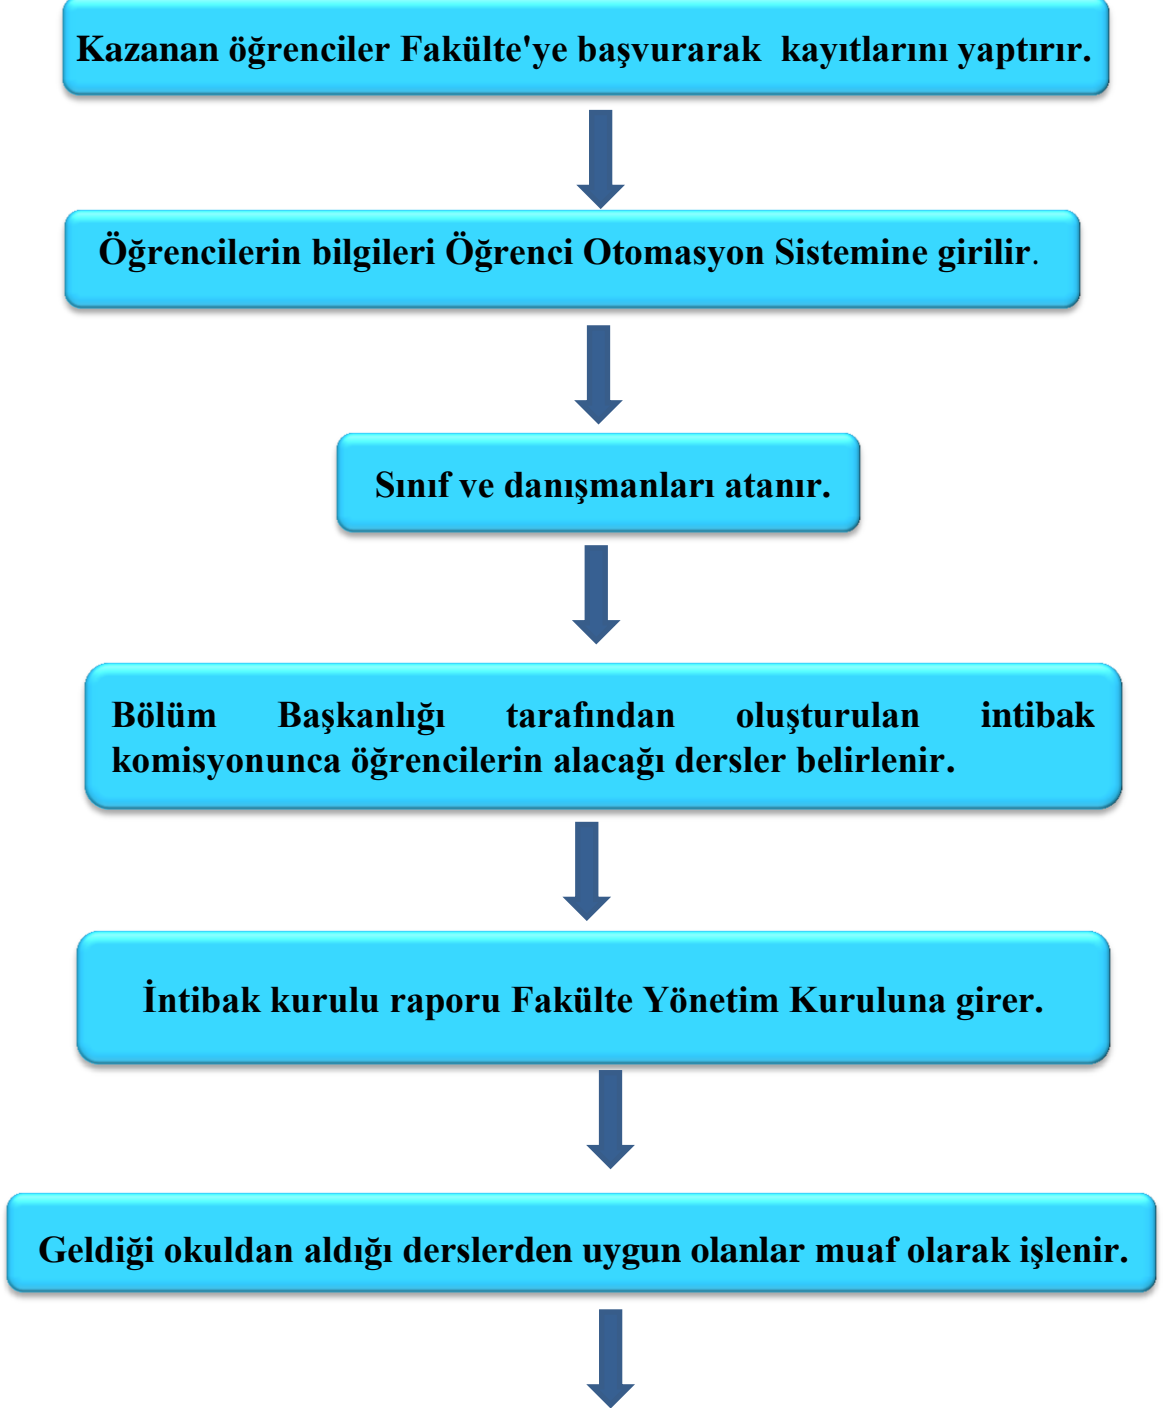 Kazanan öğrenciler Fakülte'ye başvurarak kayıtlarını yaptırır.
Öğrencilerin bilgileri Öğrenci Otomasyon Sistemine girilir.
Sınıf ve danışmanları atanır.
Bölüm Başkanlığı tarafından oluşturulan intibak
komisyonunca öğrencilerin alacağı dersler belirlenir.
İntibak kurulu raporu Fakülte Yönetim Kuruluna girer.
Geldiği okuldan aldığı derslerden uygun olanlar muaf olarak işlenir.